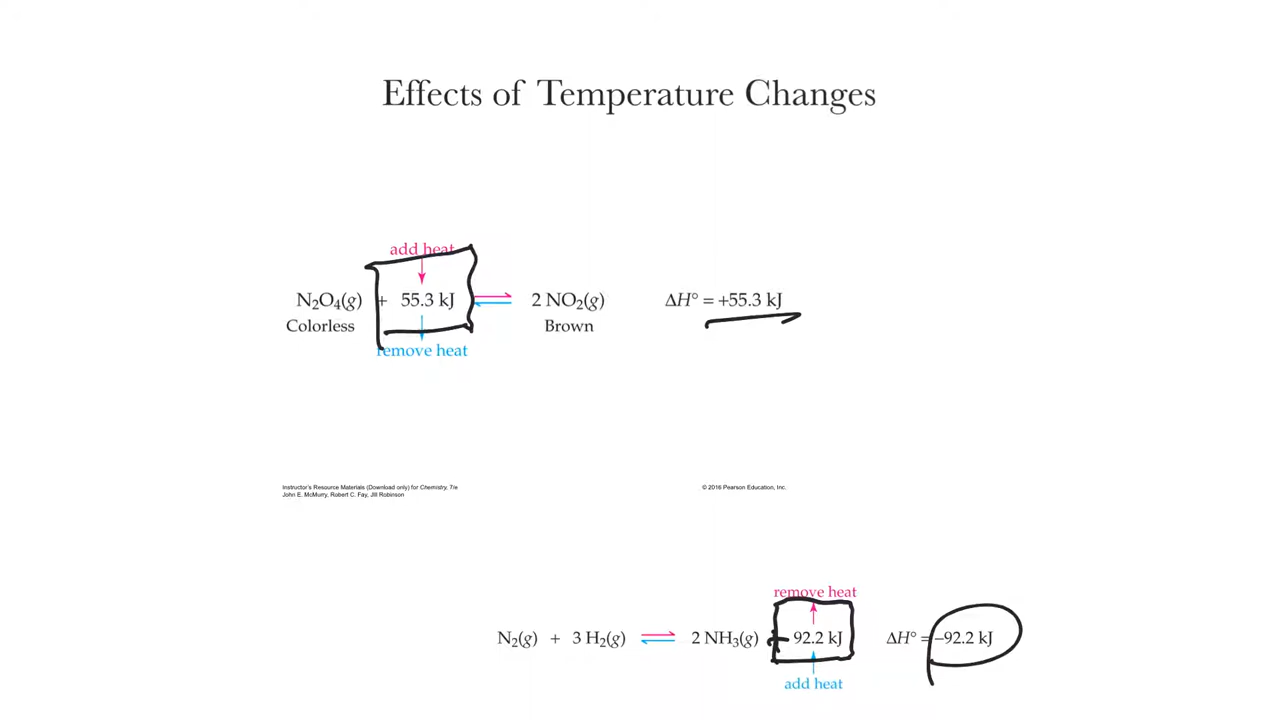 Effects of Temperature Changes
add heat
N₂O₄(g) + 55.3 kJ ⇌ 2 NO₂(g) ΔH° = +55.3 kJ
Colorless Brown
remove heat
Instructor's Resource Materials (Download only) for Chemistry, 7/e © 2016 Pearson Education, Inc.
John E. McMurry, Robert C. Fay, Jill Robinson
remove heat
N₂(g) + 3 H₂(g) ⇌ 2 NH₃(g) + 92.2 kJ ΔH° = –92.2 kJ
add heat